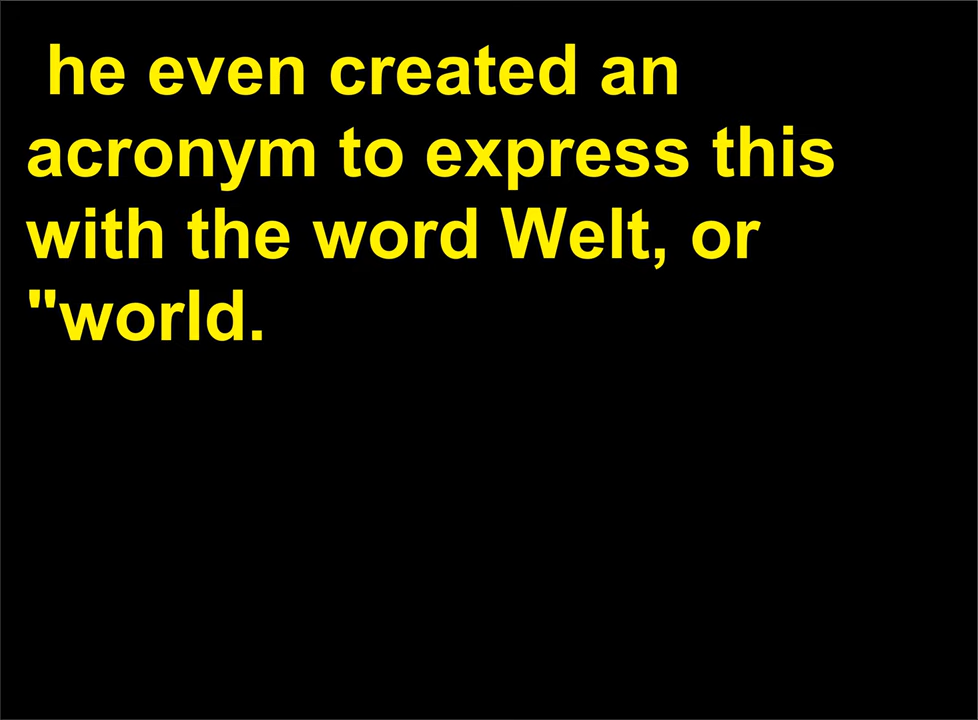 he even created an
acronym to express this
with the word Welt, or
"world.